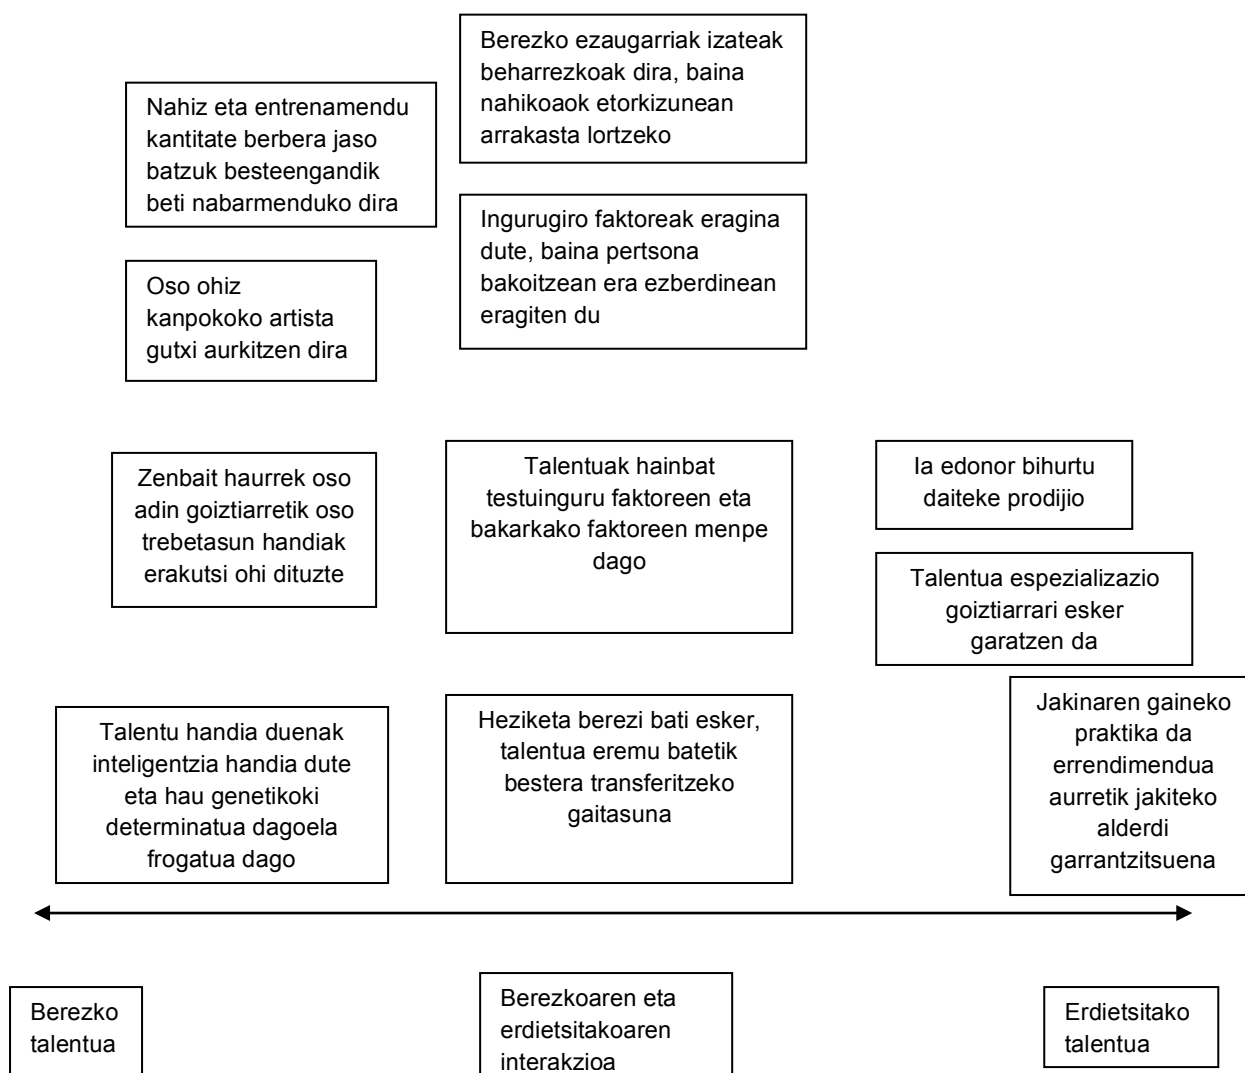 Berezko ezaugarriak izateak
beharrezkoak dira, baina
nahikoaok etorkizunean
arrakasta lortzeko
Nahiz eta entrenamendu
kantitate berbera jaso
batzuk besteengandik
beti nabarmenduko dira
Ingurugiro faktoreak eragina
dute, baina pertsona
bakoitzean era ezberdinean
eragiten du
Oso ohiz
kanpokoko artista
gutxi aurkitzen dira
Zenbait haurrek oso
adin goiztiarretik oso
trebetasun handiak
erakutsi ohi dituzte
Talentuak hainbat
testuinguru faktoreen eta
bakarkako faktoreen menpe
dago
Ia edonor bihurtu
daiteke prodijio
Talentua espezializazio
goiztiarrari esker
garatzen da
Talentu handia duenak
inteligentzia handia dute
eta hau genetikoki
determinatua dagoela
frogatua dago
Heziketa berezi bati esker,
talentua eremu batetik
bestera transferitzeko
gaitasuna
Jakinaren gaineko
praktika da
errendimendua
aurretik jakiteko
alderdi
garrantzitsuena
Berezko
talentua
Berezkoaren eta
erdietsitakoaren
interakzioa
Erdietsitako
talentua